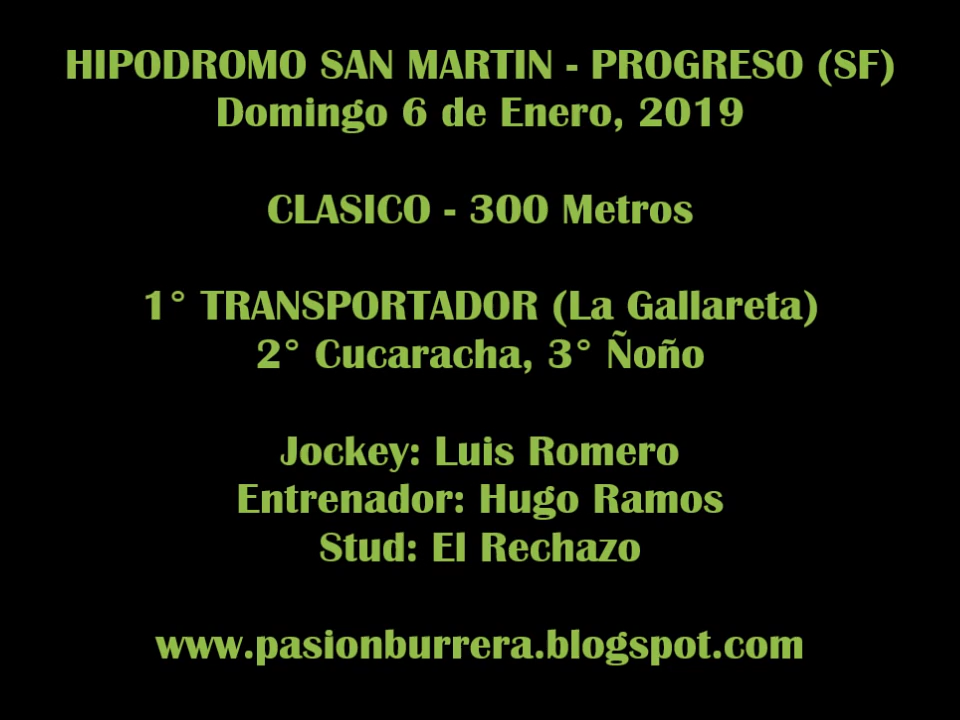 HIPODROMO SAN MARTIN - PROGRESO (SF)
Domingo 6 de Enero, 2019
CLASICO - 300 Metros
1° TRANSPORTADOR (La Gallareta)
2° Cucaracha, 3° Ñoño
Jockey: Luis Romero
Entrenador: Hugo Ramos
Stud: El Rechazo
www.pasionburrera.blogspot.com